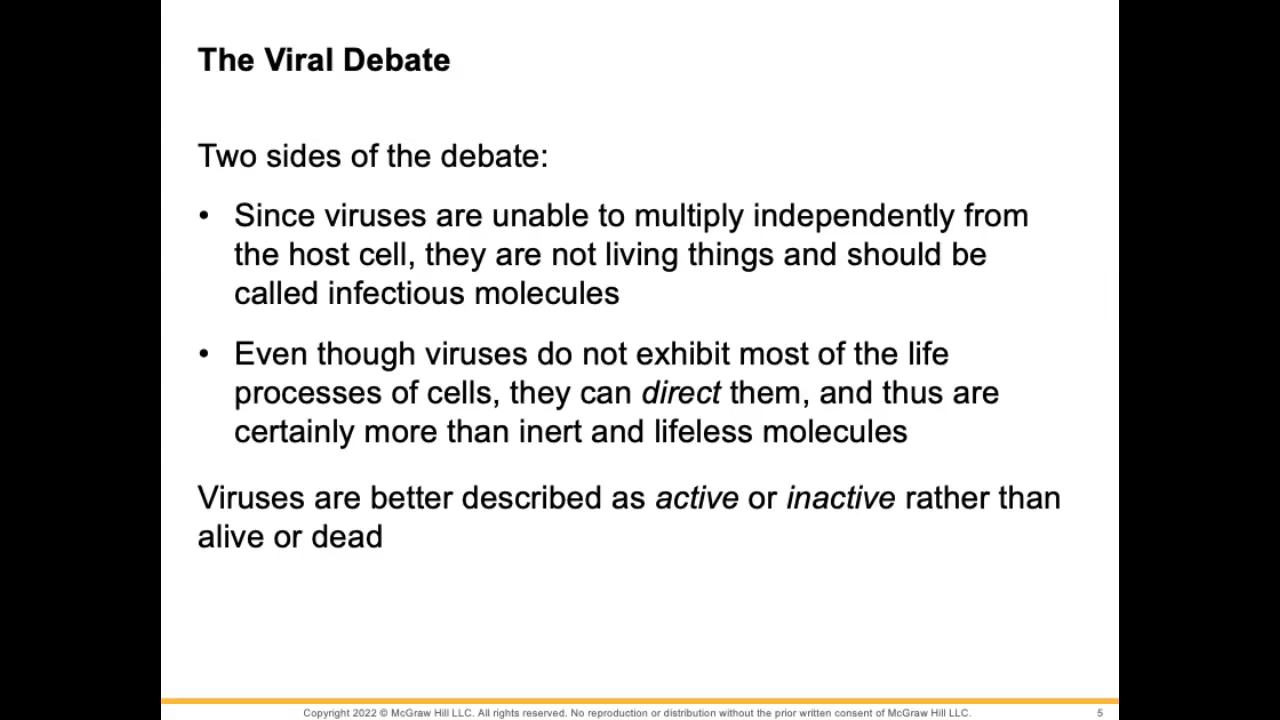 The Viral Debate
Two sides of the debate:
• Since viruses are unable to multiply independently from
the host cell, they are not living things and should be
called infectious molecules
• Even though viruses do not exhibit most of the life
processes of cells, they can direct them, and thus are
certainly more than inert and lifeless molecules
Viruses are better described as active or inactive rather than
alive or dead
Copyright 2022 © McGraw Hill LLC. All rights reserved. No reproduction or distribution without the prior written consent of McGraw Hill LLC. 5